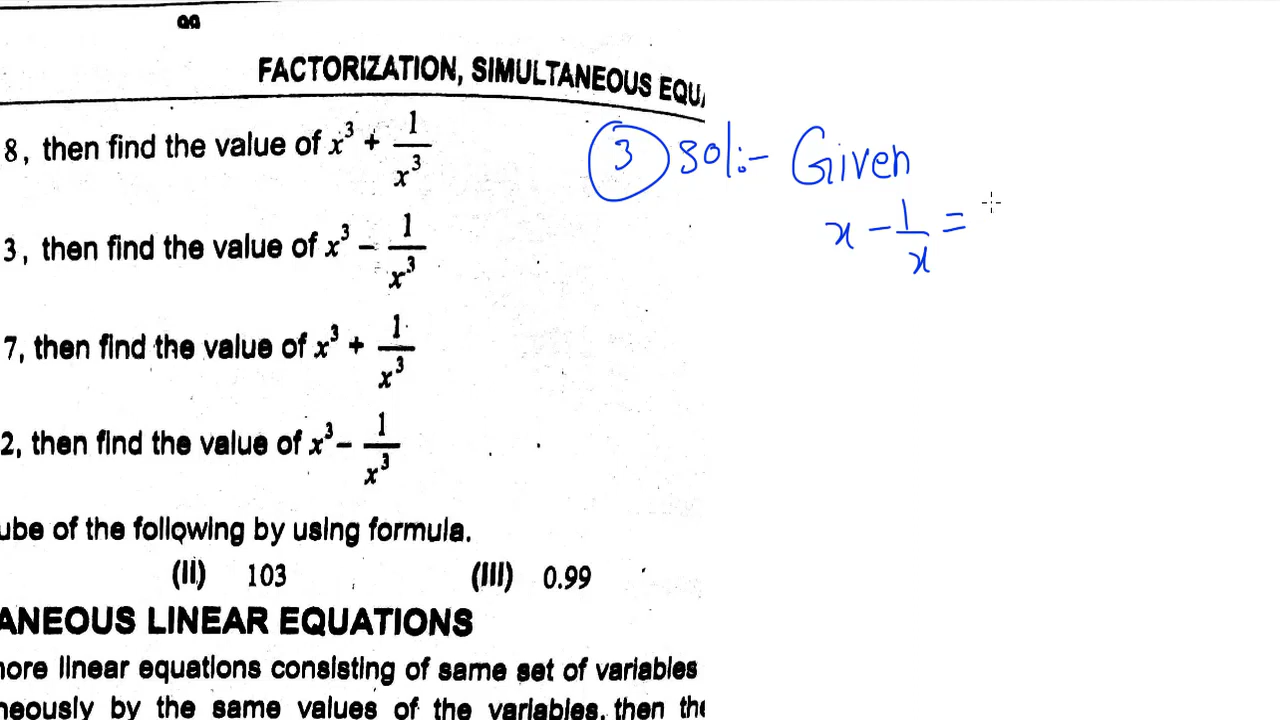 FACTORIZATION, SIMULTANEOUS EQU
8, then find the value of x³ + 1/x³
3, then find the value of x³ − 1/x³
7, then find the value of x³ + 1/x³
2, then find the value of x³ − 1/x³
ube of the following by using formula.
(II) 103 (III) 0.99
ANEOUS LINEAR EQUATIONS
nore linear equations consisting of same set of variables
neously by the same values of the variables, then the
3 Sol:- Given
x − 1/x =